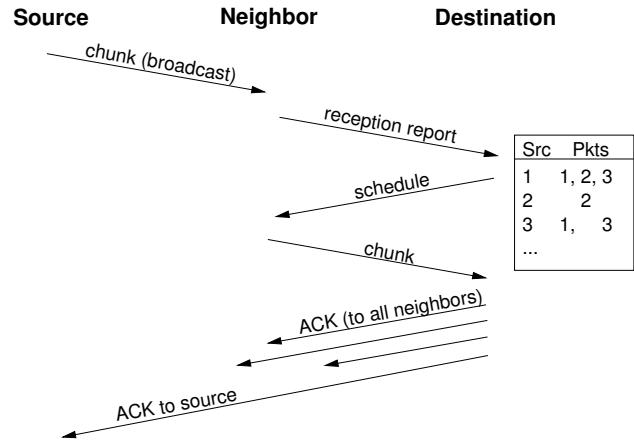 Source Neighbor Destination
chunk (broadcast)
reception report
Src Pkts
1 1, 2, 3
2 2
3 1, 3
...
schedule
chunk
ACK (to all neighbors)
ACK to source